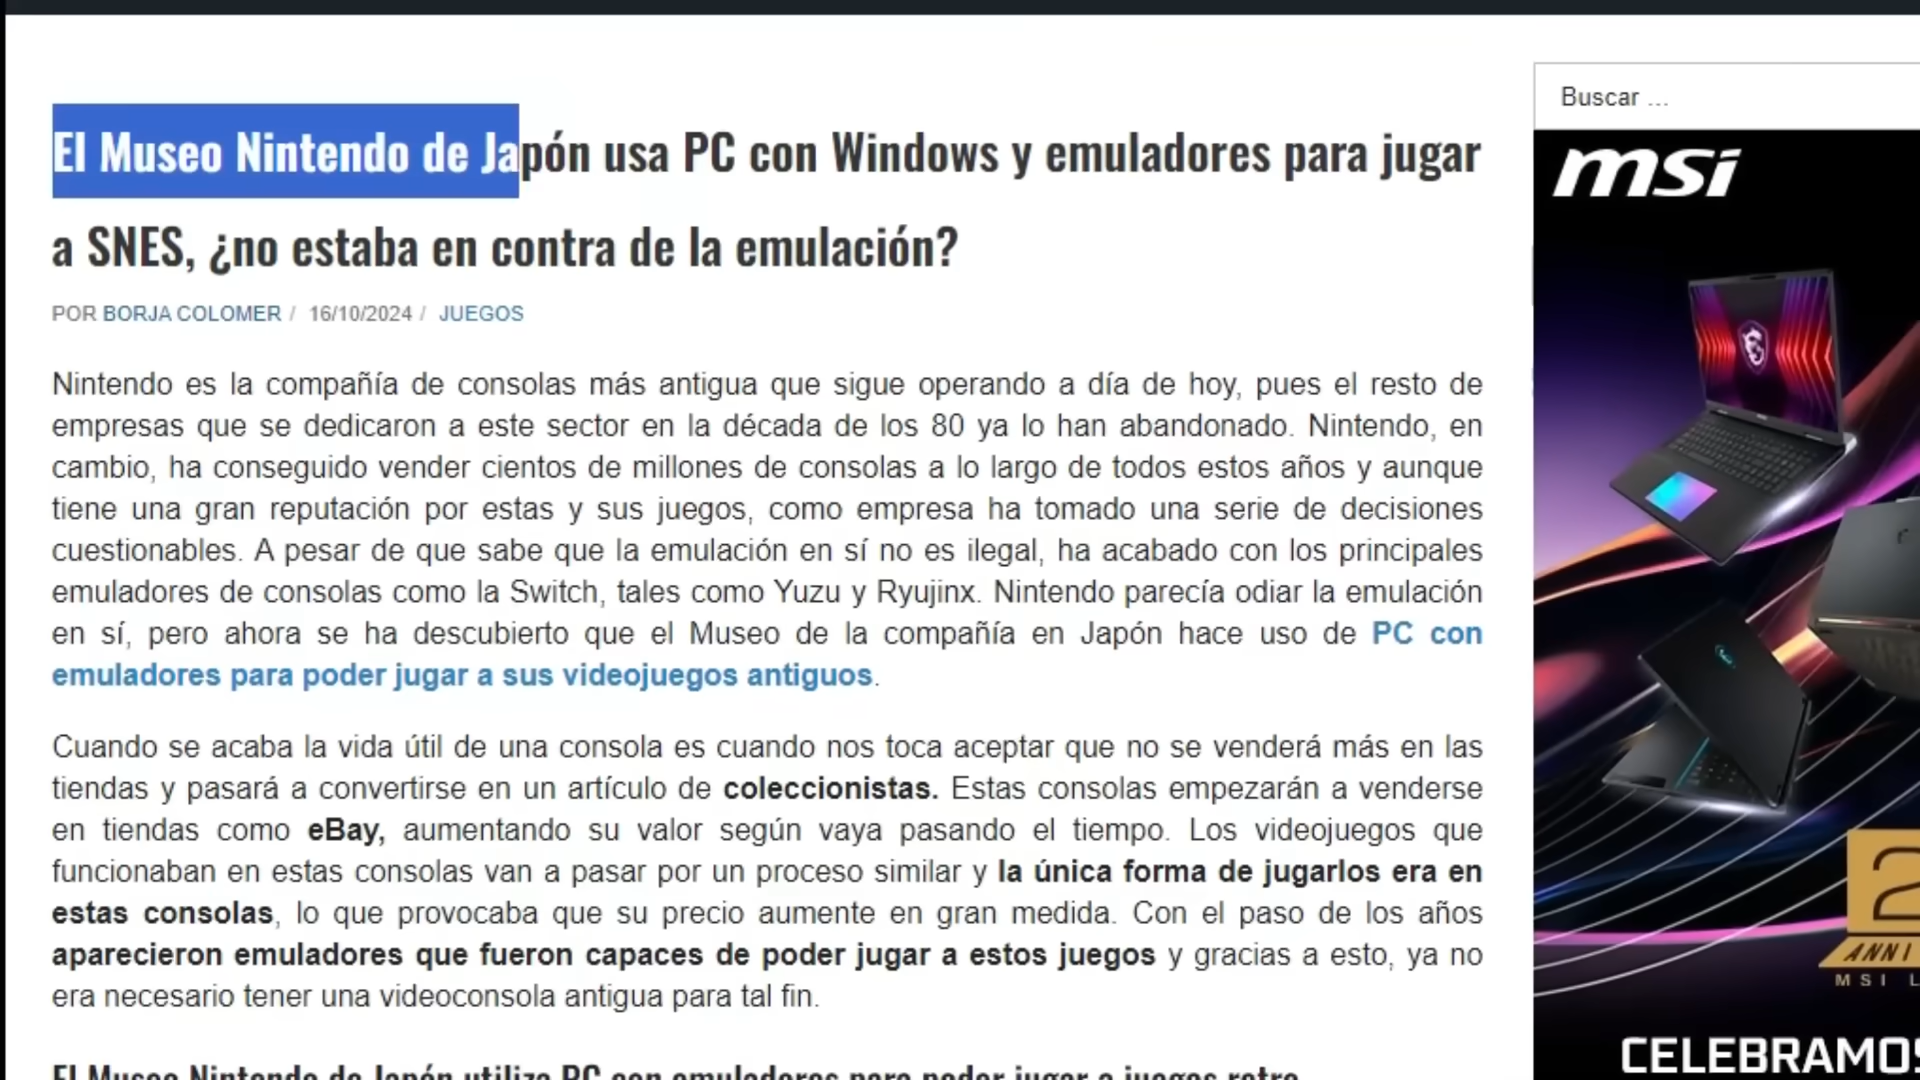 El Museo Nintendo de Japón usa PC con Windows y emuladores para jugar
a SNES, ¿no estaba en contra de la emulación?
POR BORJA COLOMER / 16/10/2024 / JUEGOS
Nintendo es la compañía de consolas más antigua que sigue operando a día de hoy, pues el resto de
empresas que se dedicaron a este sector en la década de los 80 ya lo han abandonado. Nintendo, en
cambio, ha conseguido vender cientos de millones de consolas a lo largo de todos estos años y aunque
tiene una gran reputación por estas y sus juegos, como empresa ha tomado una serie de decisiones
cuestionables. A pesar de que sabe que la emulación en sí no es ilegal, ha acabado con los principales
emuladores de consolas como la Switch, tales como Yuzu y Ryujinx. Nintendo parecía odiar la emulación
en sí, pero ahora se ha descubierto que el Museo de la compañía en Japón hace uso de PC con
emuladores para poder jugar a sus videojuegos antiguos.
Cuando se acaba la vida útil de una consola es cuando nos toca aceptar que no se venderá más en las
tiendas y pasará a convertirse en un artículo de coleccionistas. Estas consolas empezarán a venderse
en tiendas como eBay, aumentando su valor según vaya pasando el tiempo. Los videojuegos que
funcionaban en estas consolas van a pasar por un proceso similar y la única forma de jugarlos era en
estas consolas, lo que provocaba que su precio aumente en gran medida. Con el paso de los años
aparecieron emuladores que fueron capaces de poder jugar a estos juegos y gracias a esto, ya no
era necesario tener una videoconsola antigua para tal fin.
El Museo Nintendo de Japón utiliza PC con emuladores para poder jugar a juegos retro
Buscar ...
msi
2
ANNI
MSI L
CELEBRAMOS